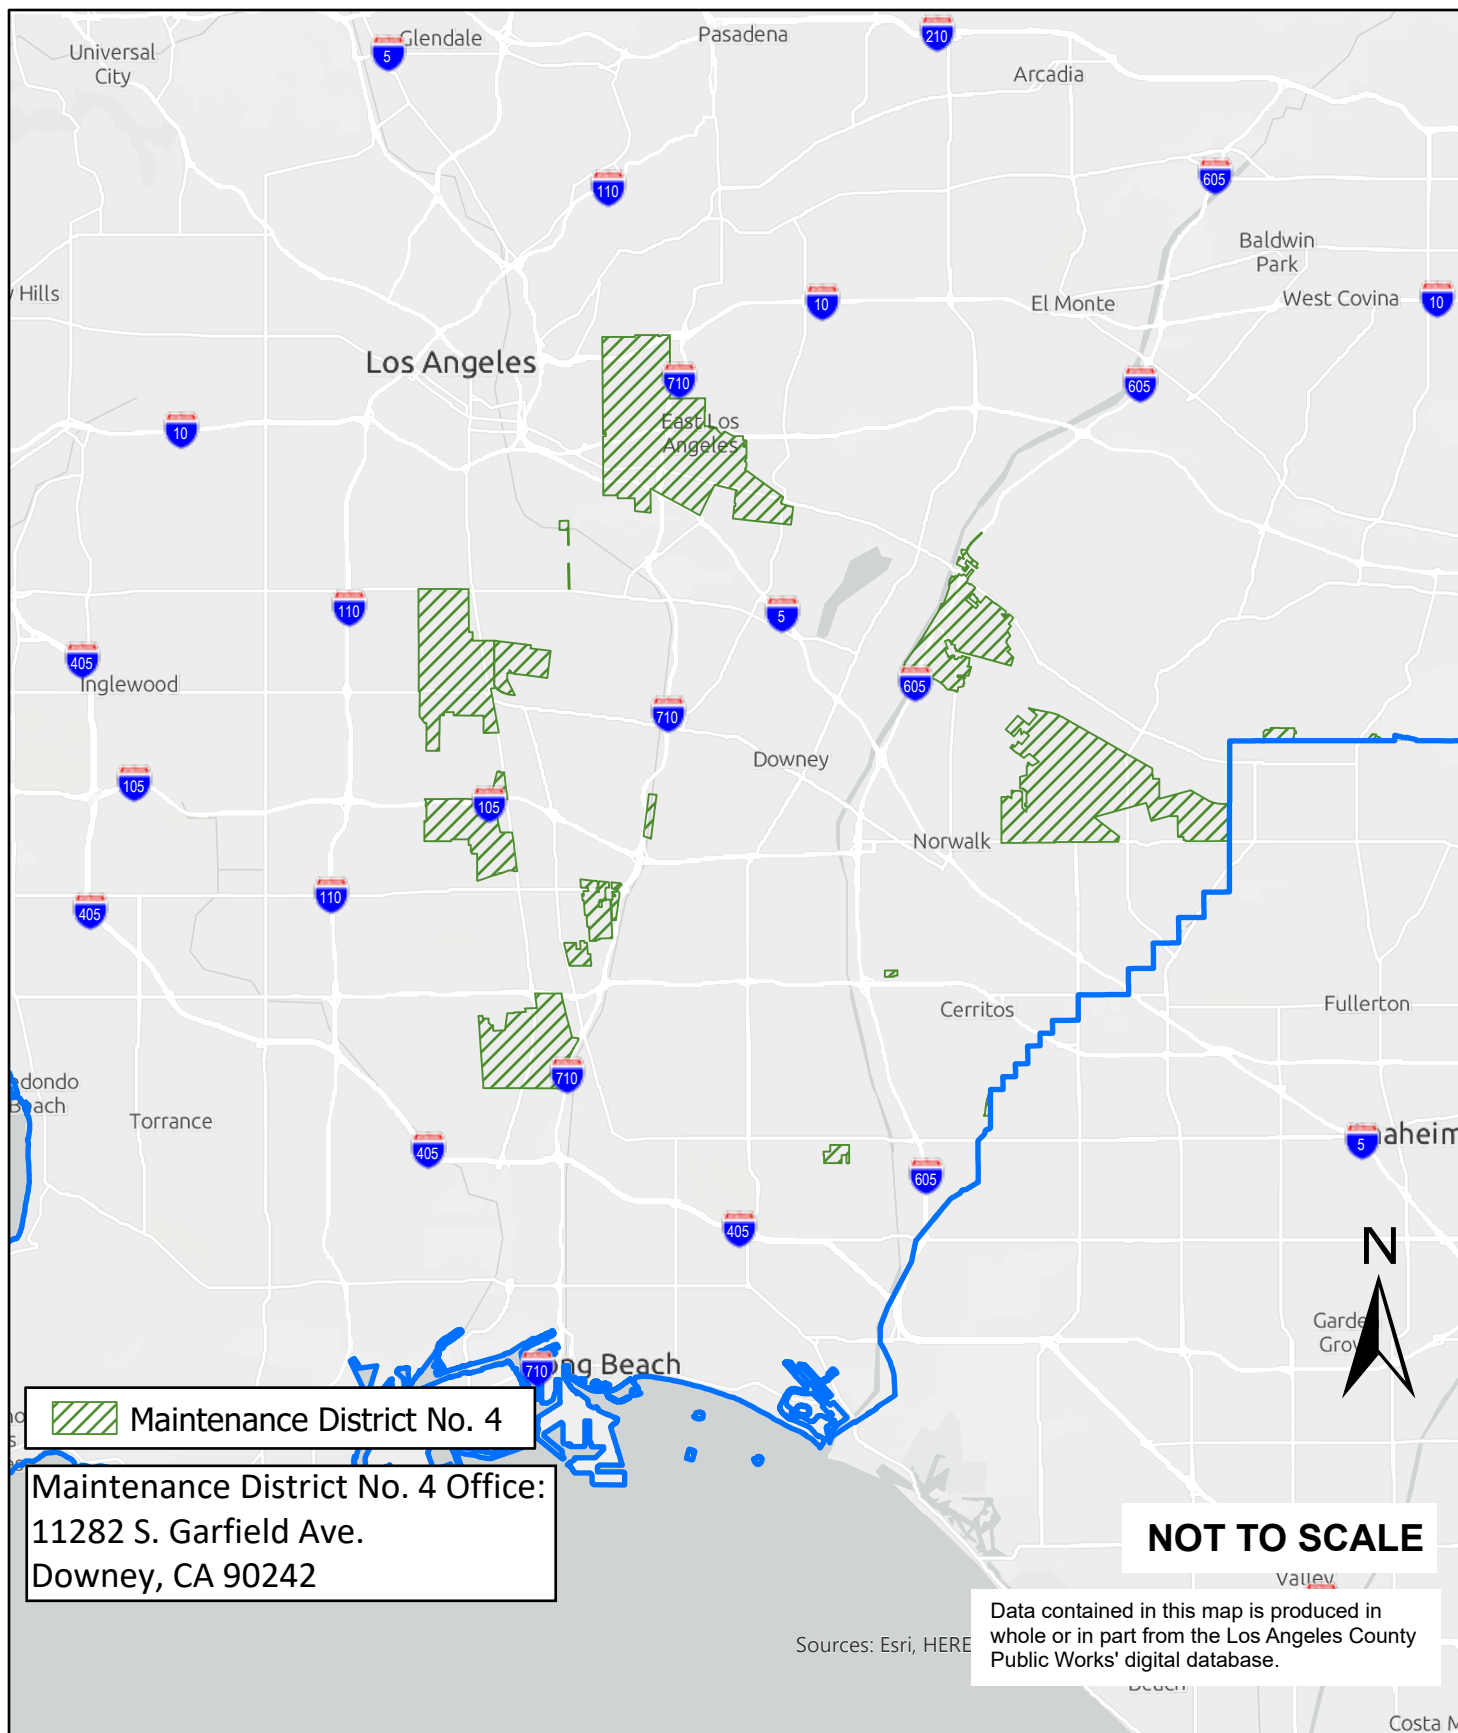 Universal
City
5
Glendale
Pasadena
210
Arcadia
110
605
Baldwin
Park
Hills
10
El Monte
West Covina
10
Los Angeles
710
605
10
East Los
Angeles
110
5
405
Inglewood
605
710
Downey
105
105
Norwalk
110
405
Cerritos
Fullerton
710
dondo
Beach
Torrance
405
605
5
aheim
405
N
Garde
Grov
710
ong Beach
Maintenance District No. 4
Maintenance District No. 4 Office:
11282 S. Garfield Ave.
Downey, CA 90242
NOT TO SCALE
Valley
Data contained in this map is produced in
whole or in part from the Los Angeles County
Public Works' digital database.
Sources: Esri, HERE
Beach
Costa M